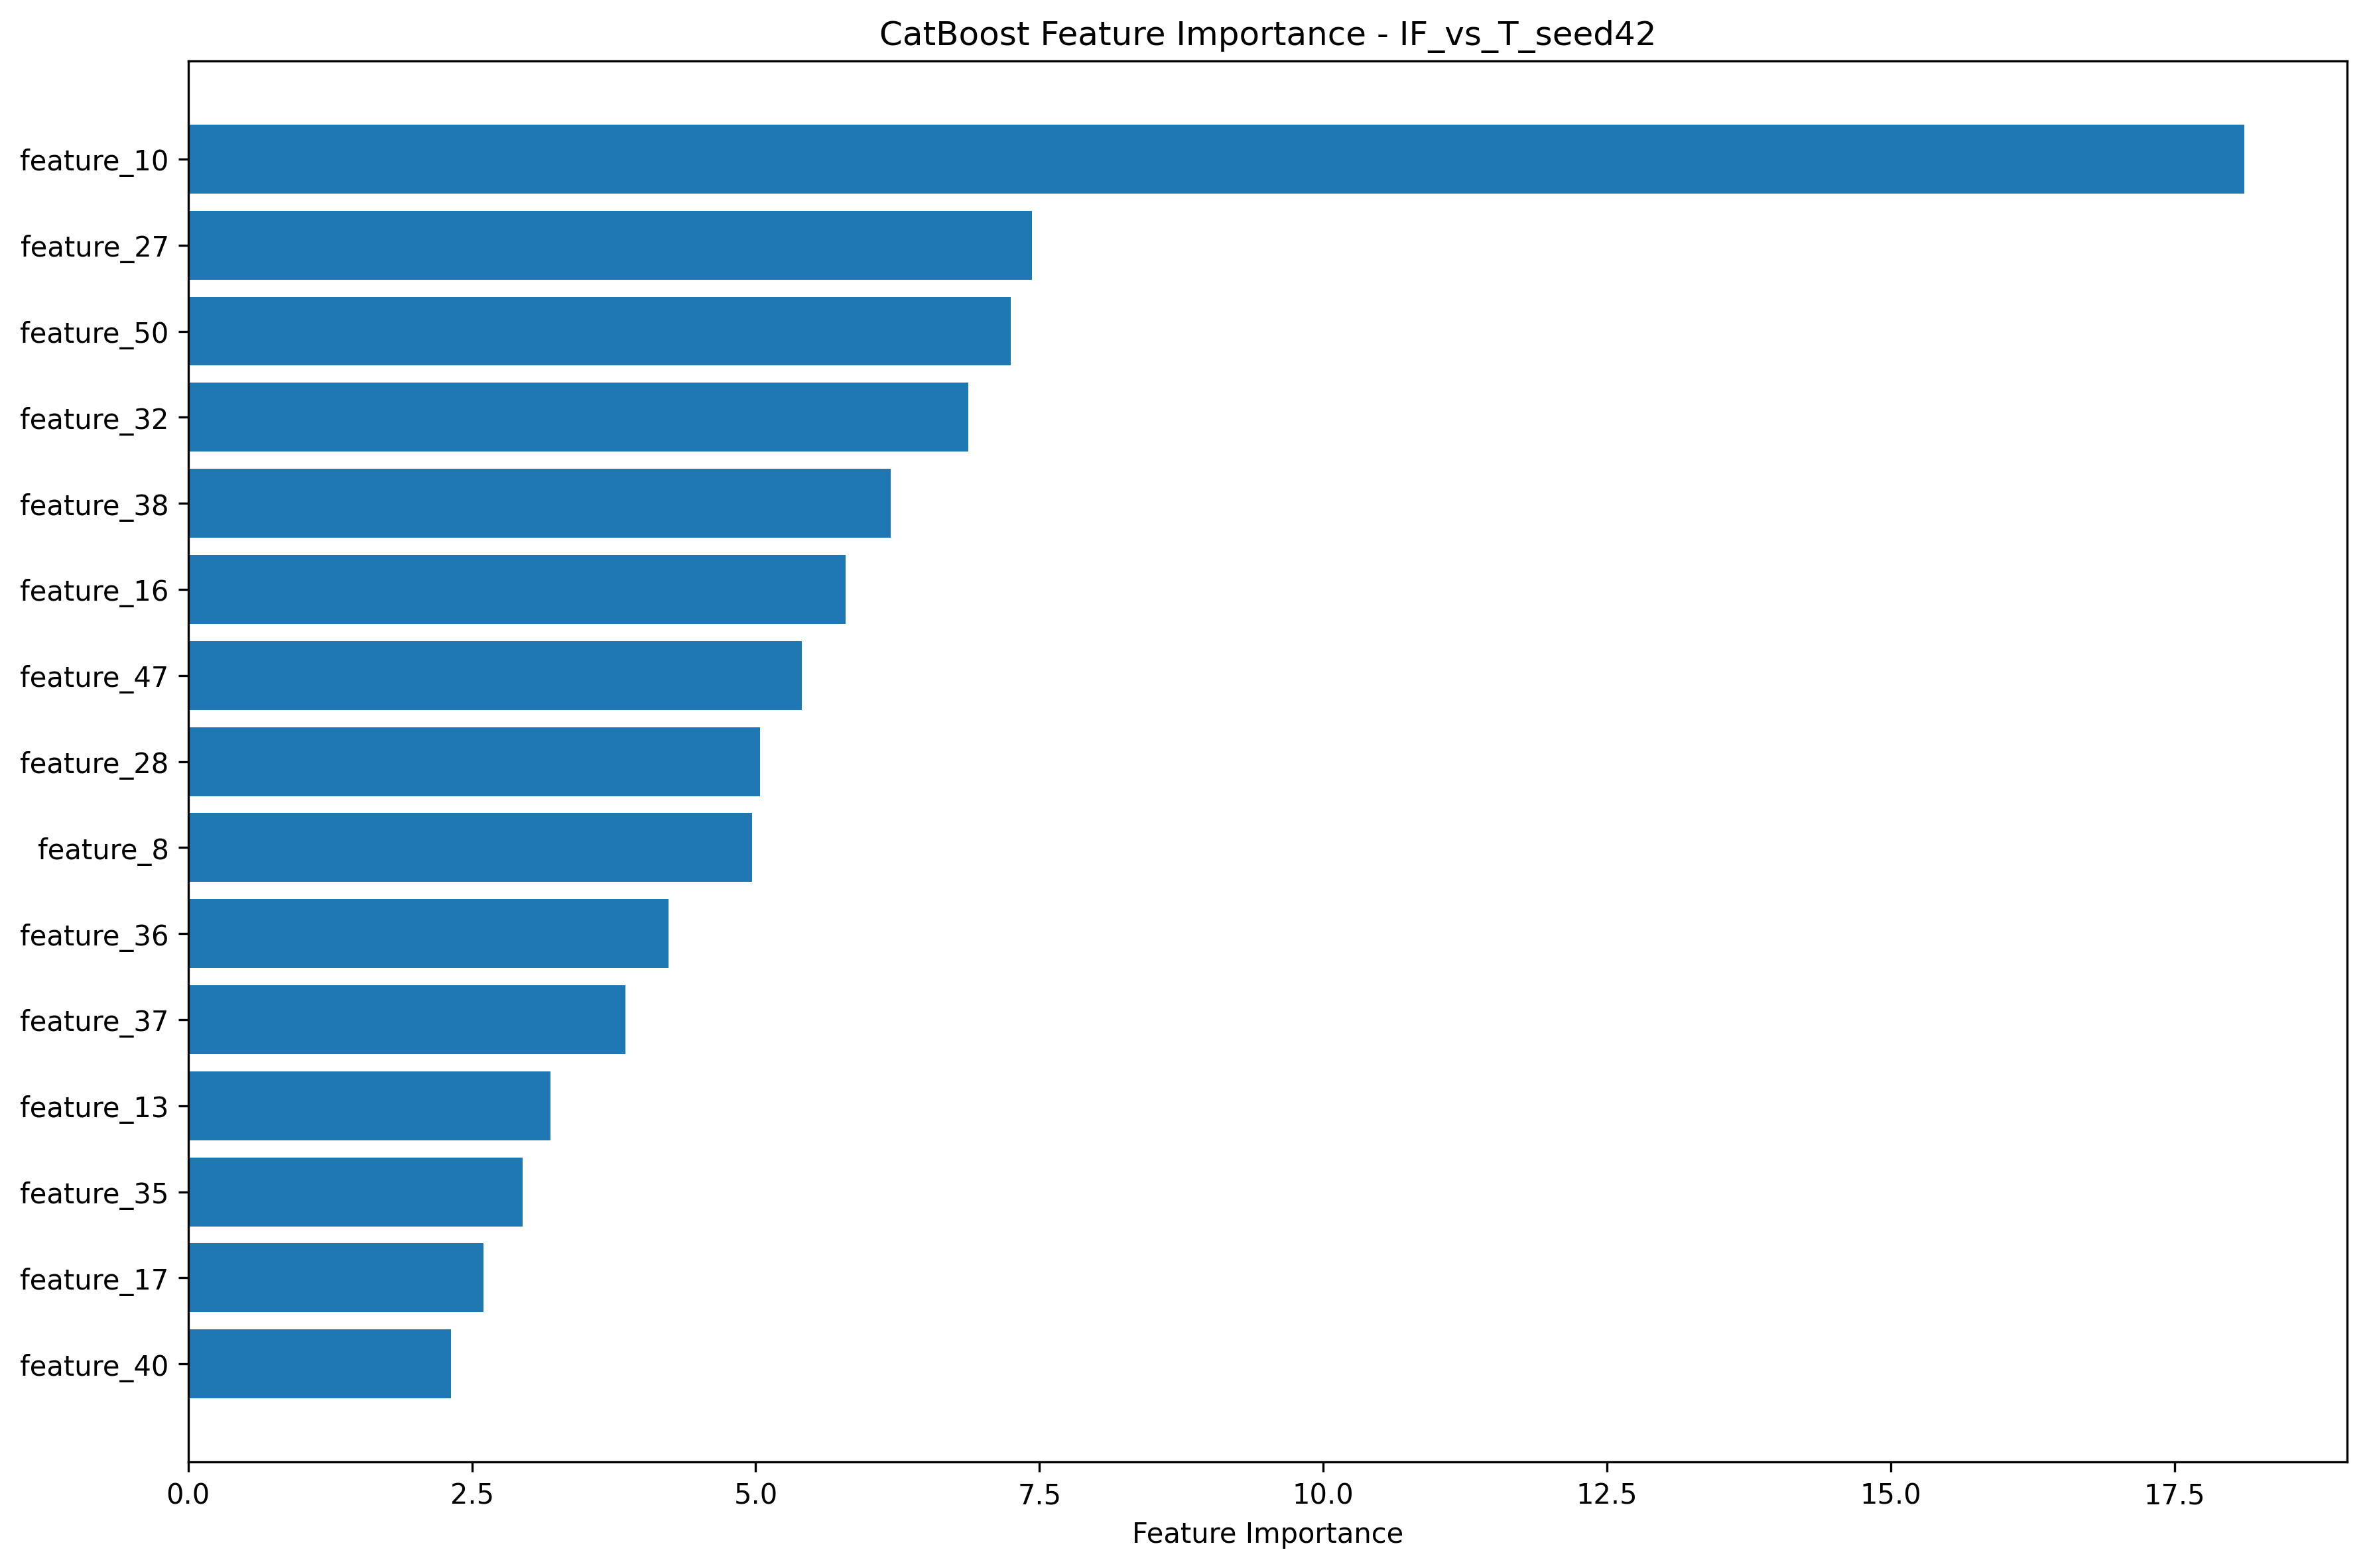 CatBoost Feature Importance - IF_vs_T_seed42
feature_10
feature_27
feature_50
feature_32
feature_38
feature_16
feature_47
feature_28
feature_8
feature_36
feature_37
feature_13
feature_35
feature_17
feature_40
0.0 2.5 5.0 7.5 10.0 12.5 15.0 17.5
Feature Importance